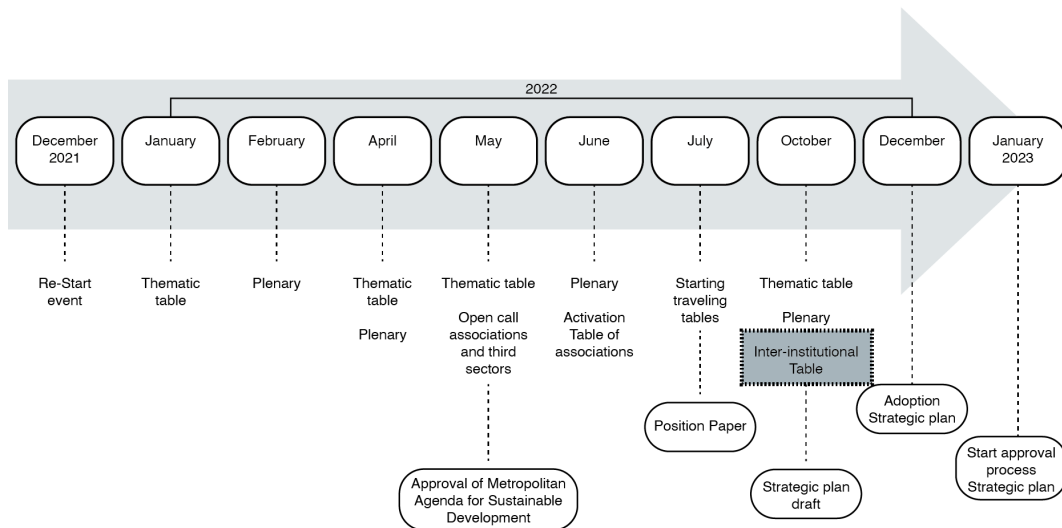 2022
December
2021
January
February
April
May
June
July
October
December
January
2023
Re-Start
event
Thematic
table
Plenary
Thematic
table
Plenary
Thematic table
Open call
associations
and third
sectors
Approval of Metropolitan
Agenda for Sustainable
Development
Plenary
Activation
Table of
associations
Starting
traveling
tables
Position Paper
Thematic table
Plenary
Inter-institutional
Table
Strategic plan
draft
Adoption
Strategic plan
Start approval
process
Strategic plan